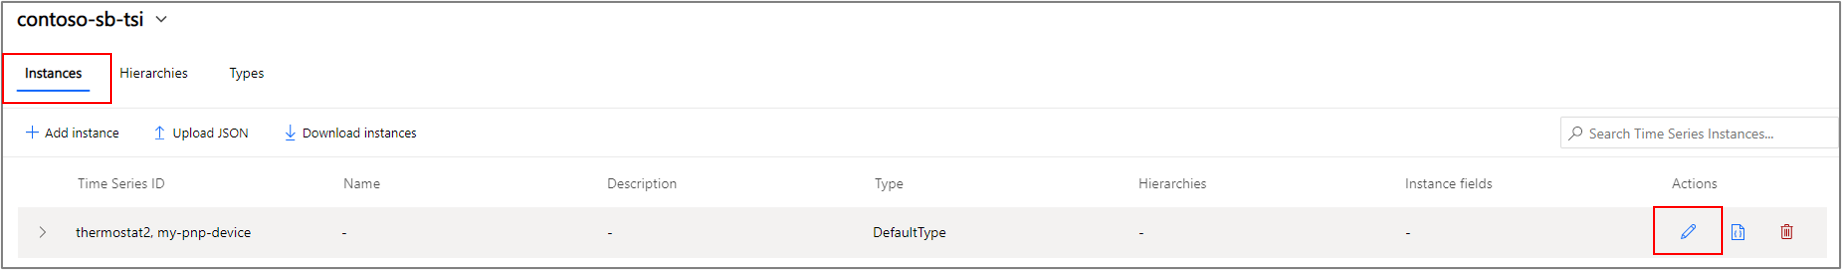 contoso-sb-tsi
Instances Hierarchies Types
Add instance Upload JSON Download instances Search Time Series Instances...
Time Series ID Name Description Type Hierarchies Instance fields Actions
thermostat2, my-pnp-device - - DefaultType - -